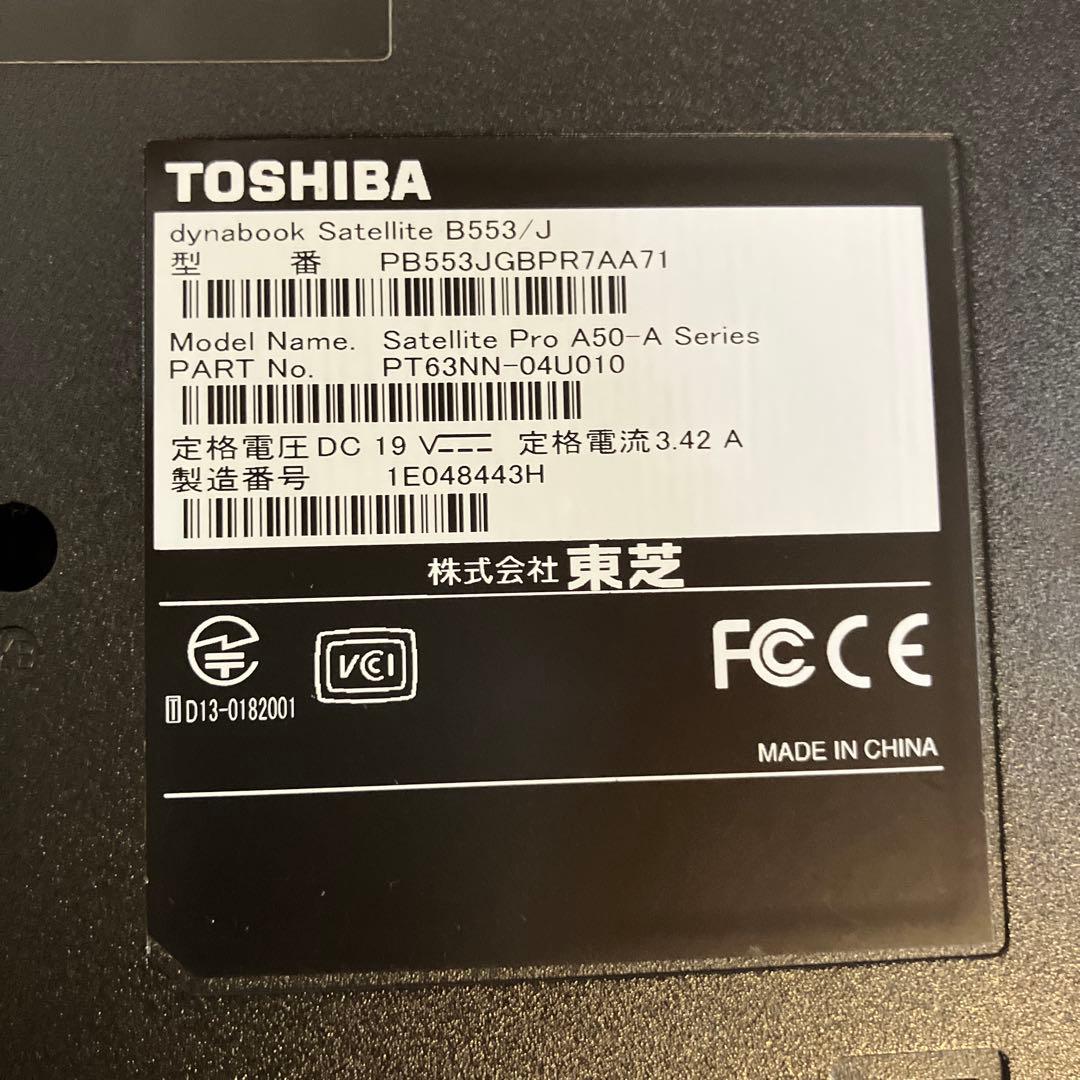 TOSHIBA
dynabook Satellite B553/J
型 番 PB553JGBPR7AA71
Model Name. Satellite Pro A50-A Series
PART No. PT63NN-04U010
定格電圧DC 19 V⎓ 定格電流3.42 A
製造番号 1E048443H
株式会社 東芝
VCI
FC CE
T D13-0182001
MADE IN CHINA